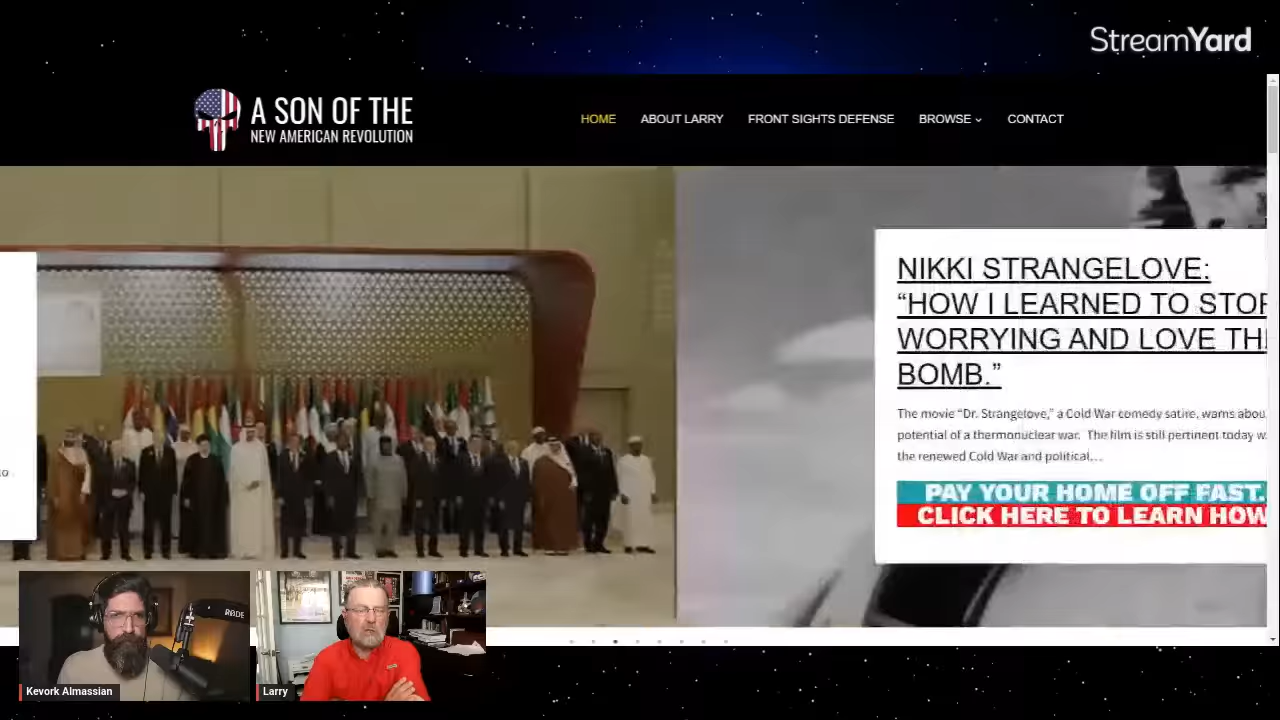 StreamYard
A SON OF THE
NEW AMERICAN REVOLUTION
HOME
ABOUT LARRY
FRONT SIGHTS DEFENSE
BROWSE
CONTACT
NIKKI STRANGELOVE:
“HOW I LEARNED TO STOP
WORRYING AND LOVE TH
BOMB.”
The movie “Dr. Strangelove,” a Cold War comedy satire, warns abou
potential of a thermonuclear war. The film is still pertinent today w
the renewed Cold War and political...
PAY YOUR HOME OFF FAST.
CLICK HERE TO LEARN HOW
RØDE
Kevork Almassian
Larry